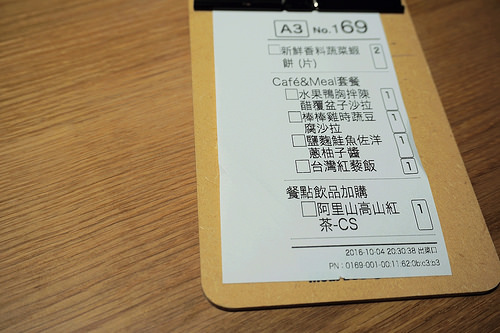 A3 No.169
新鮮香料蔬菜蝦 2
餅 (片)
Café&Meal套餐
水果鴨胸拌陳 1
醋覆盆子沙拉
棒棒雞時蔬豆 1
腐沙拉
鹽麴鮭魚佐洋 1
蔥柚子醬
台灣紅藜飯 1
餐點飲品加購
阿里山高山紅 1
茶-CS
2016-10-04 20:30:38 出菜口
PN : 0169-001-00:11:62:0b:c3:b3